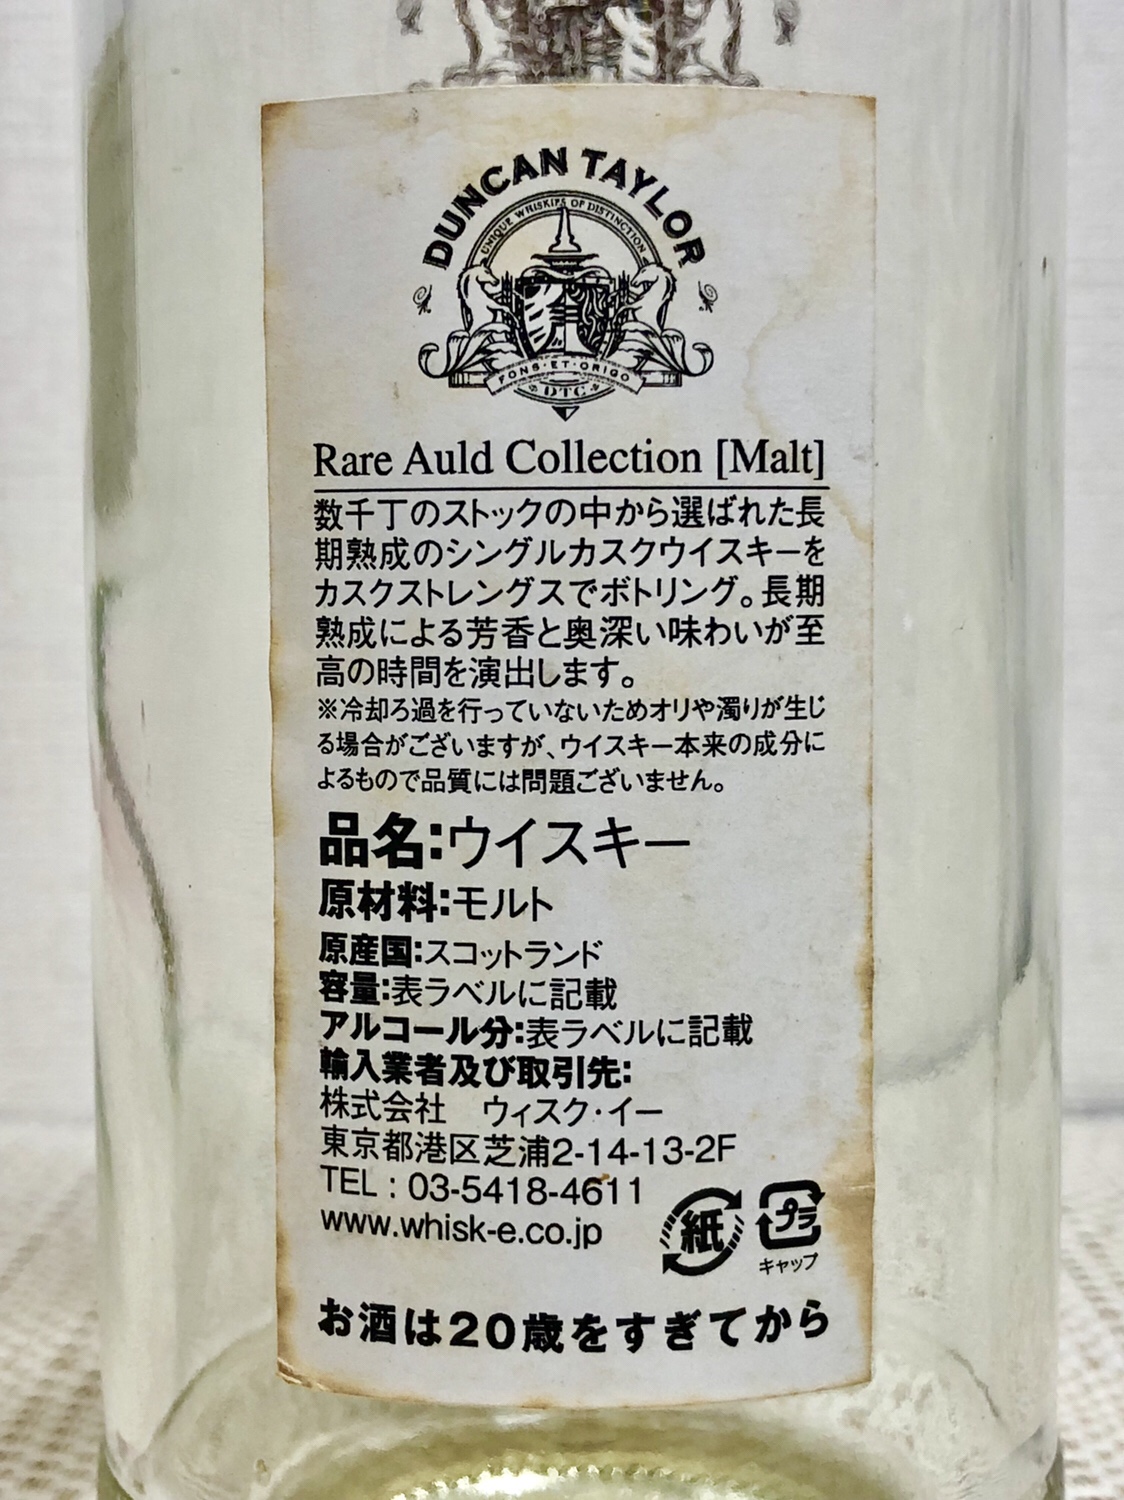 DUNCAN TAYLOR
UNIQUE WHISKIES OF DISTINCTION
FONS·ET·ORIGO
DTC
Rare Auld Collection [Malt]
数千丁のストックの中から選ばれた長
期熟成のシングルカスクウイスキーを
カスクストレングスでボトリング。長期
熟成による芳香と奥深い味わいが至
高の時間を演出します。
※冷却ろ過を行っていないためオリや濁りが生じ
る場合がございますが、ウイスキー本来の成分に
よるもので品質には問題ございません。
品名:ウイスキー
原材料:モルト
原産国:スコットランド
容量:表ラベルに記載
アルコール分:表ラベルに記載
輸入業者及び取引先:
株式会社　ウィスク・イー
東京都港区芝浦2-14-13-2F
TEL : 03-5418-4611
www.whisk-e.co.jp
紙
プラ
キャップ
お酒は20歳をすぎてから